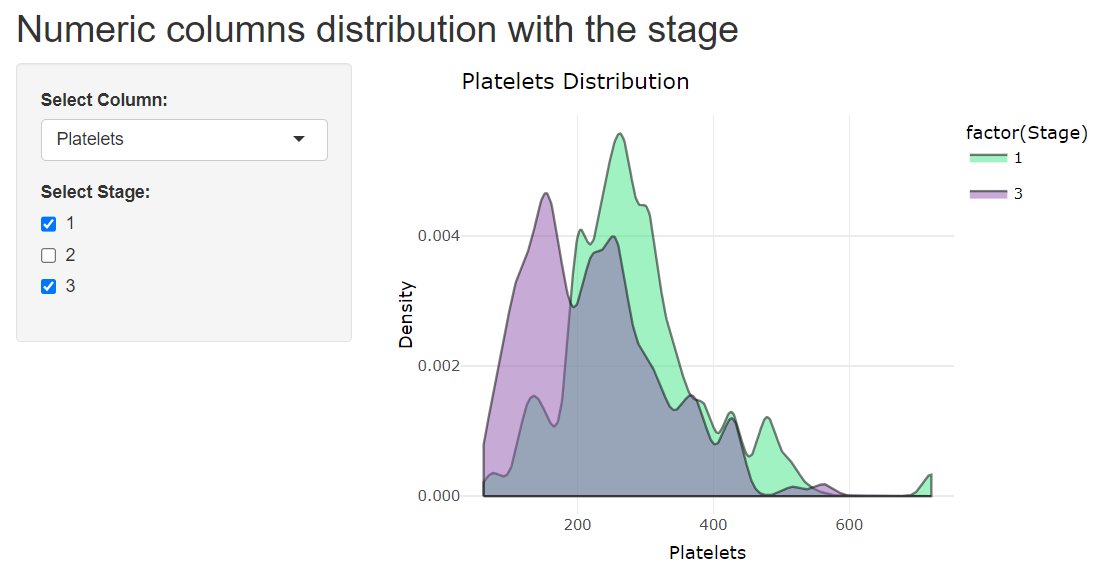 Numeric columns distribution with the stage
Select Column:
Platelets
Select Stage:
1
2
3
Platelets Distribution
factor(Stage)
1
3
Density
0.004
0.002
0.000
200 400 600
Platelets